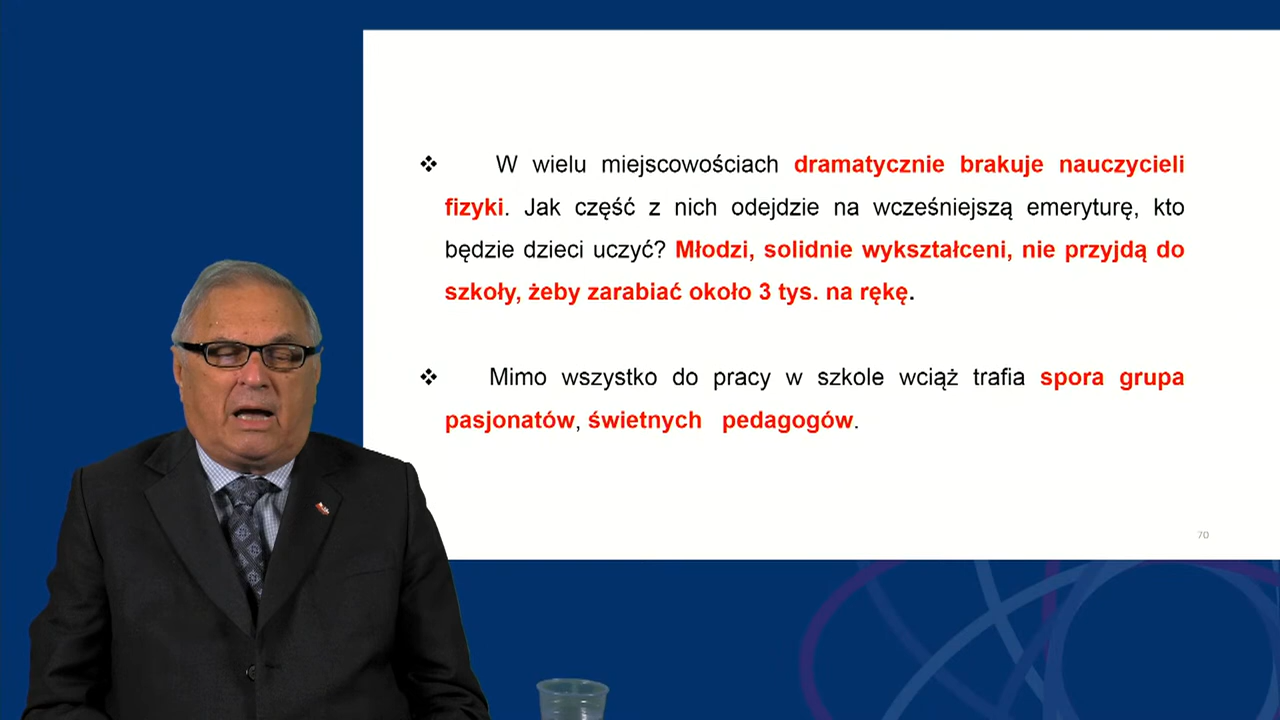 ❖ W wielu miejscowościach dramatycznie brakuje nauczycieli
fizyki. Jak część z nich odejdzie na wcześniejszą emeryturę, kto
będzie dzieci uczyć? Młodzi, solidnie wykształceni, nie przyjdą do
szkoły, żeby zarabiać około 3 tys. na rękę.
❖ Mimo wszystko do pracy w szkole wciąż trafia spora grupa
pasjonatów, świetnych pedagogów.
70